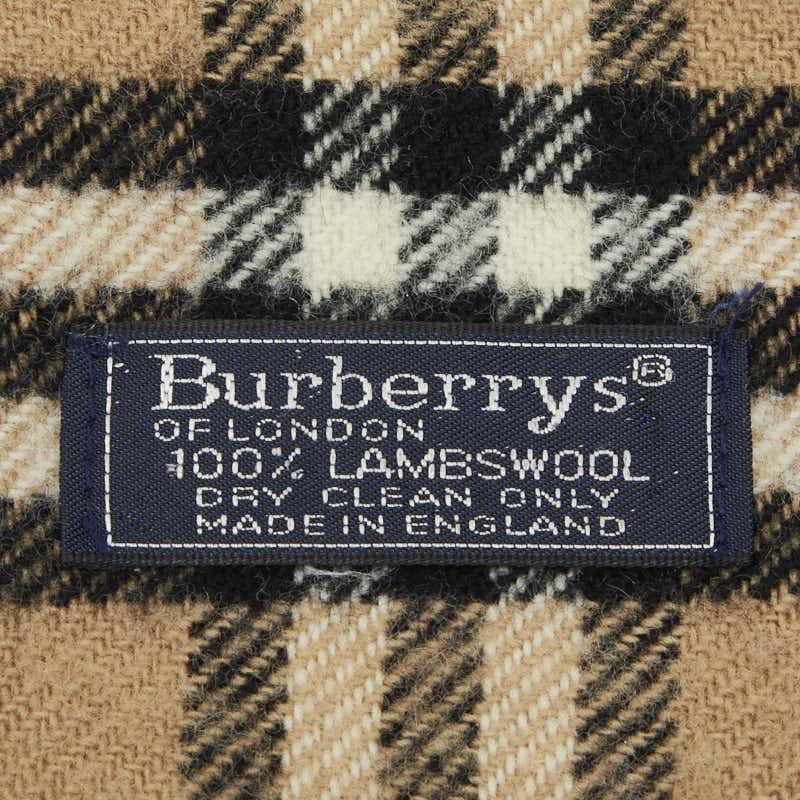 Burberrys®
OF LONDON
100% LAMBSWOOL
DRY CLEAN ONLY
MADE IN ENGLAND